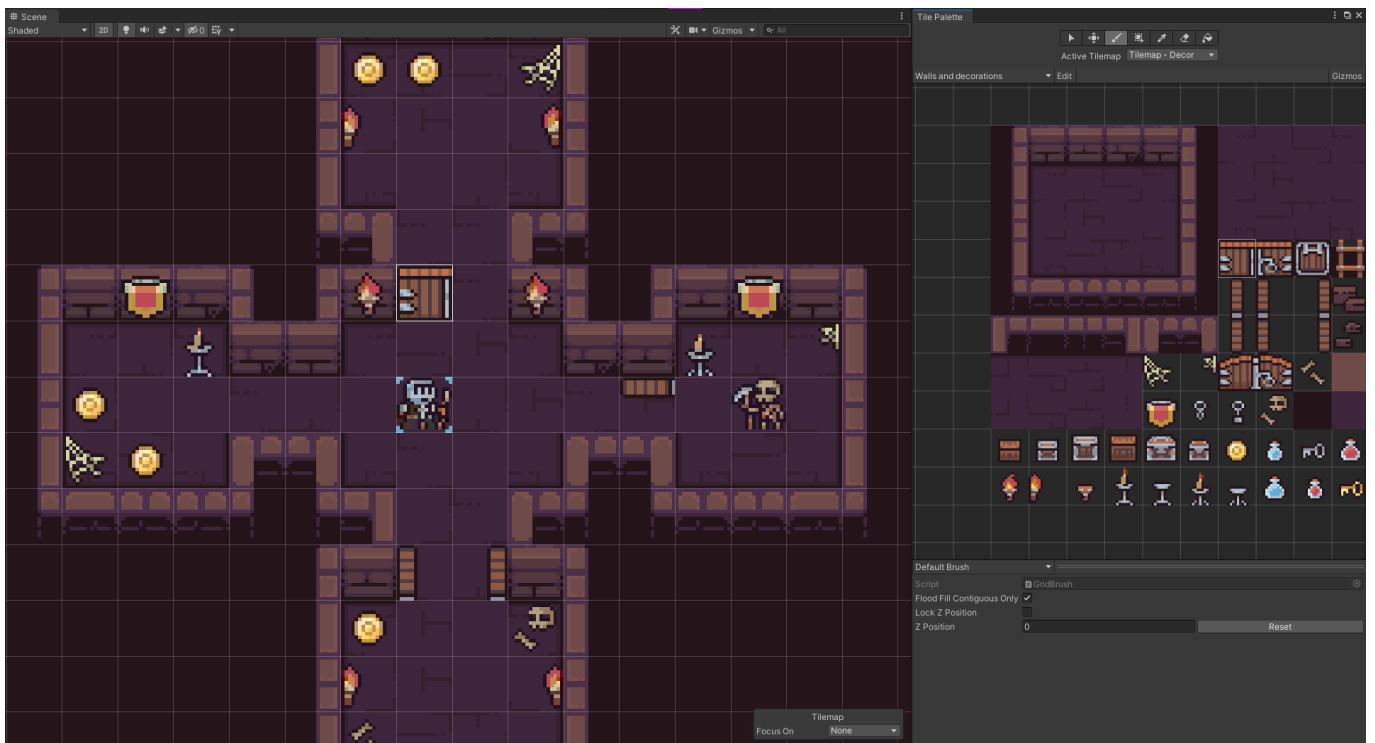 Scene
Shaded
2D
0
Gizmos
All
Tilemap
Focus On
None
Tile Palette
Active Tilemap
Tilemap - Decor
Walls and decorations
Edit
Gizmos
Default Brush
Script
GridBrush
Flood Fill Contiguous Only
Lock Z Position
Z Position
0
Reset